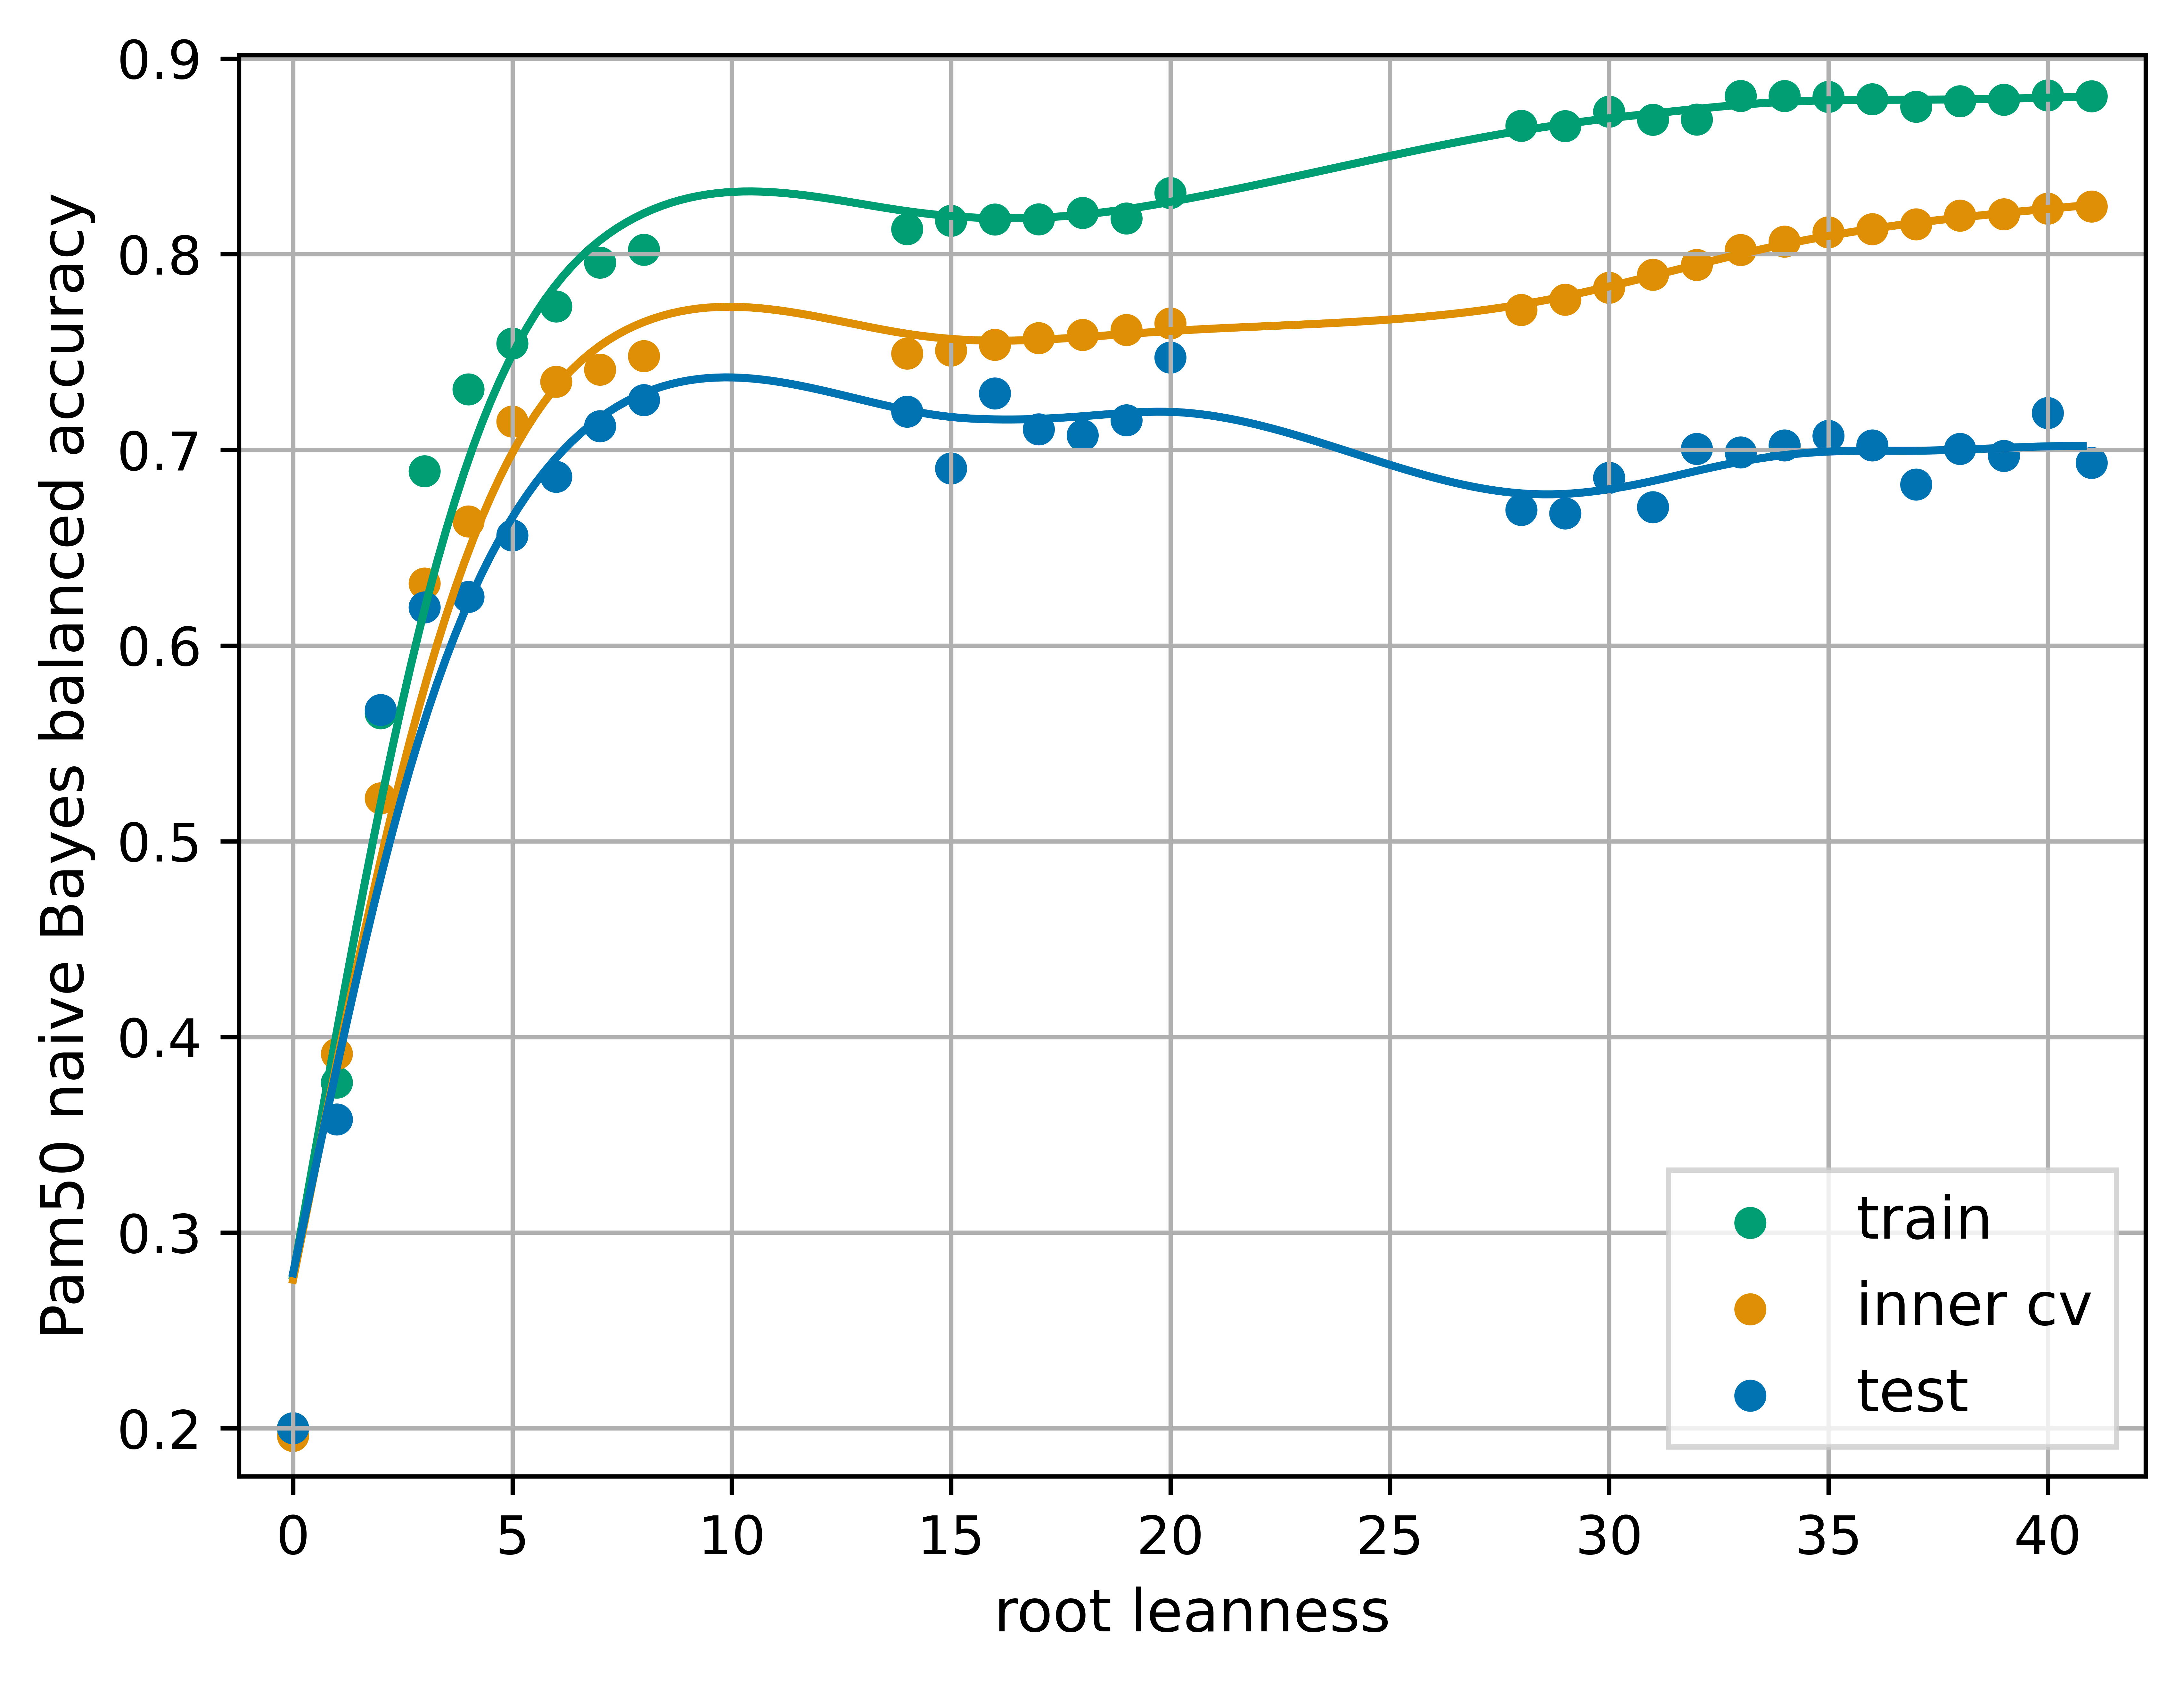 Pam50 naive Bayes balanced accuracy
0.9
0.8
0.7
0.6
0.5
0.4
0.3
0.2
train
inner cv
test
0 5 10 15 20 25 30 35 40
root leanness